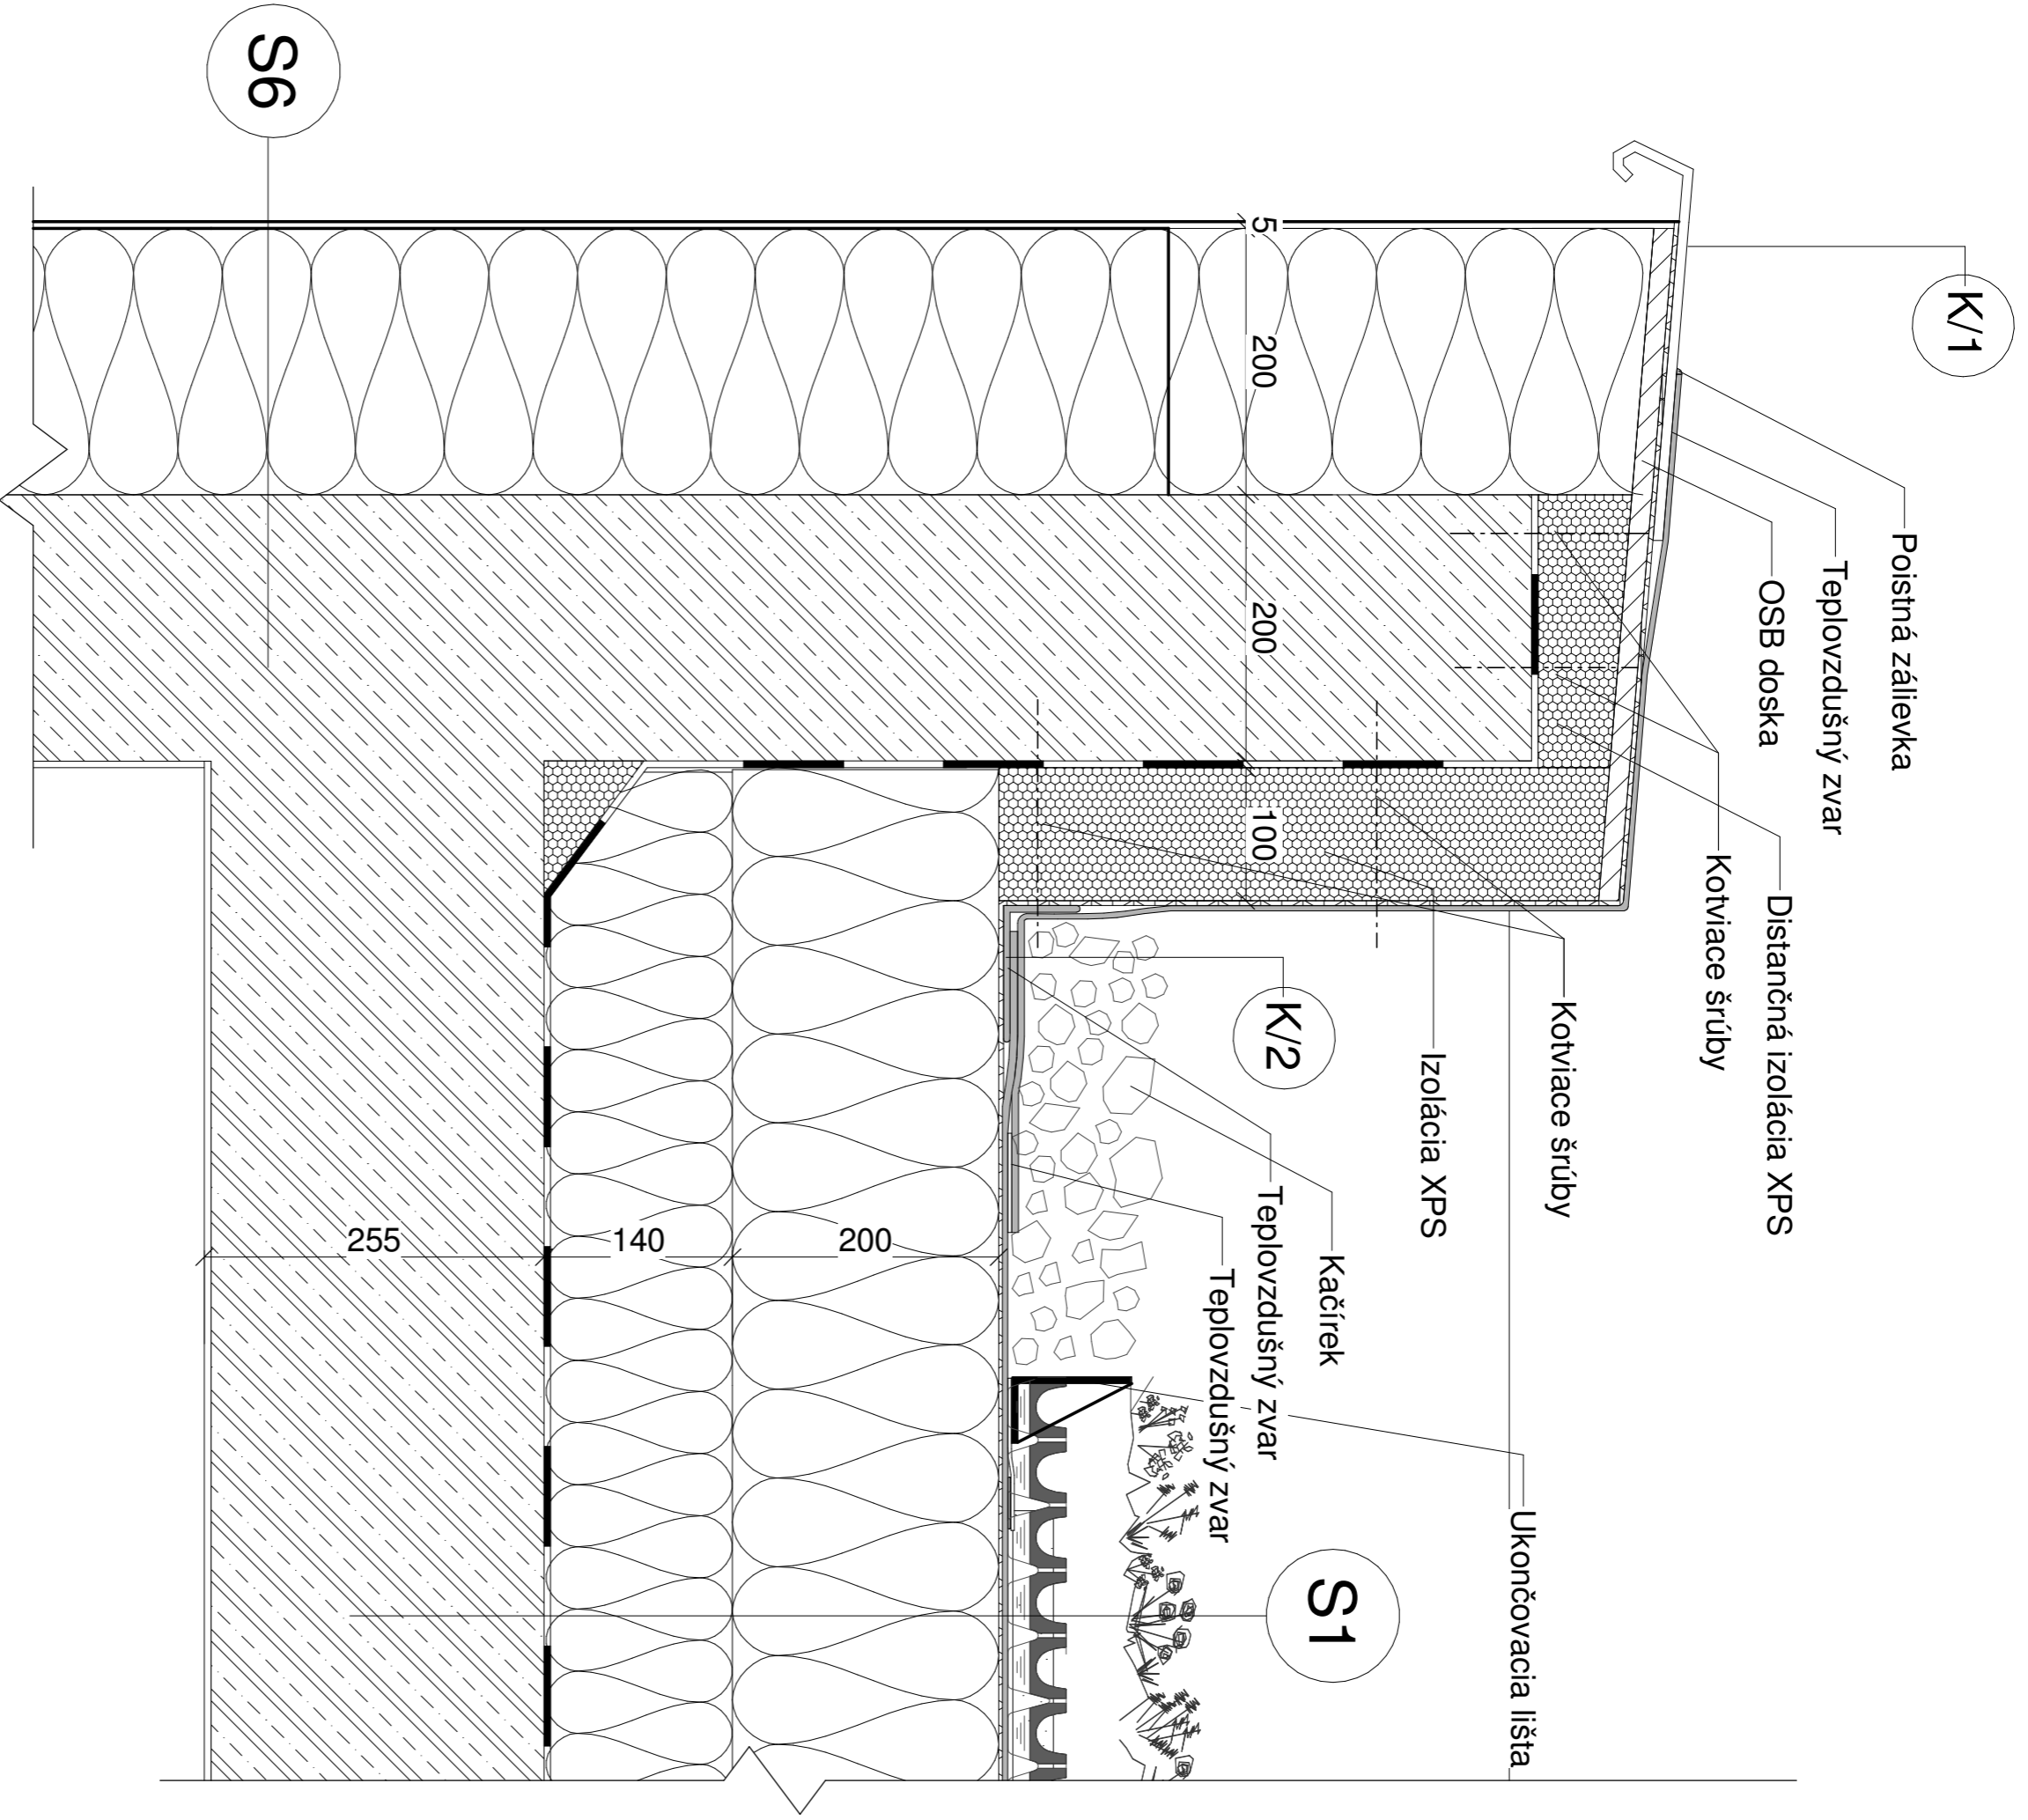 K/1
Poistná zálievka
Teplovzdušný zvar
OSB doska
Distančná izolácia XPS
Kotviace šrúby
Kotviace šrúby
Izolácia XPS
K/2
Kačírek
Teplovzdušný zvar
Teplovzdušný zvar
Ukončovacia lišta
S1
S6
5
200
200
100
255
140
200